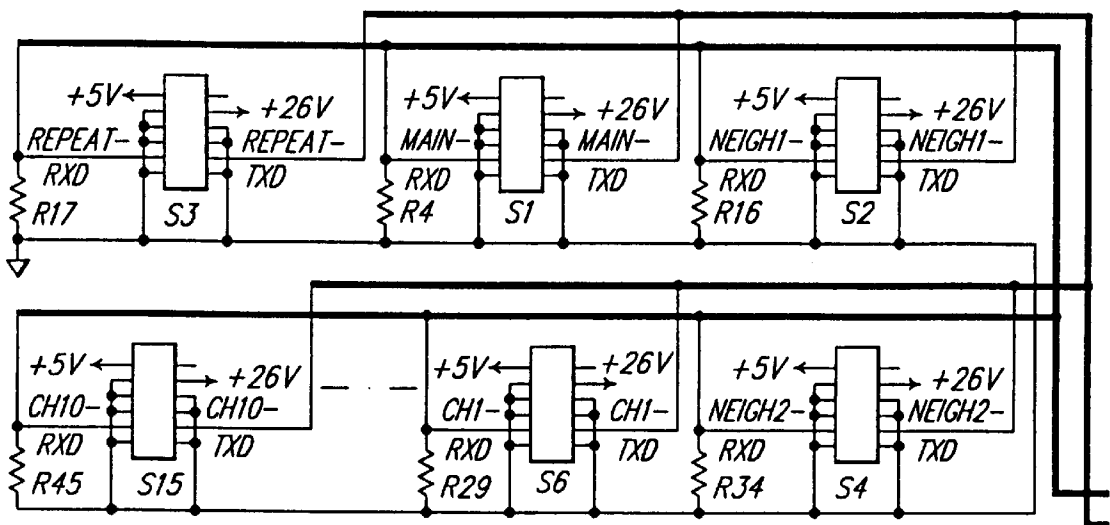 +5V +26V +5V +26V +5V +26V
REPEAT- REPEAT- MAIN- MAIN- NEIGH1- NEIGH1-
RXD TXD RXD TXD RXD TXD
R17 S3 R4 S1 R16 S2
+5V +26V +5V +26V +5V +26V
CH10- CH10- CH1- CH1- NEIGH2- NEIGH2-
RXD TXD RXD TXD RXD TXD
R45 S15 R29 S6 R34 S4